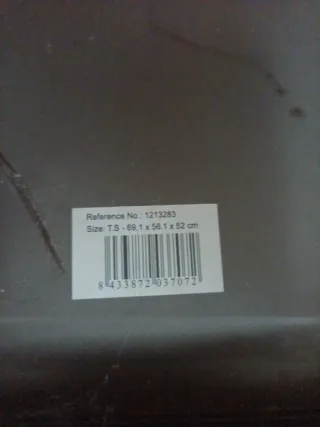 Reference No.: 1213283
Size: T.S - 69,1 x 56.1 x 52 cm
8 433872 037072